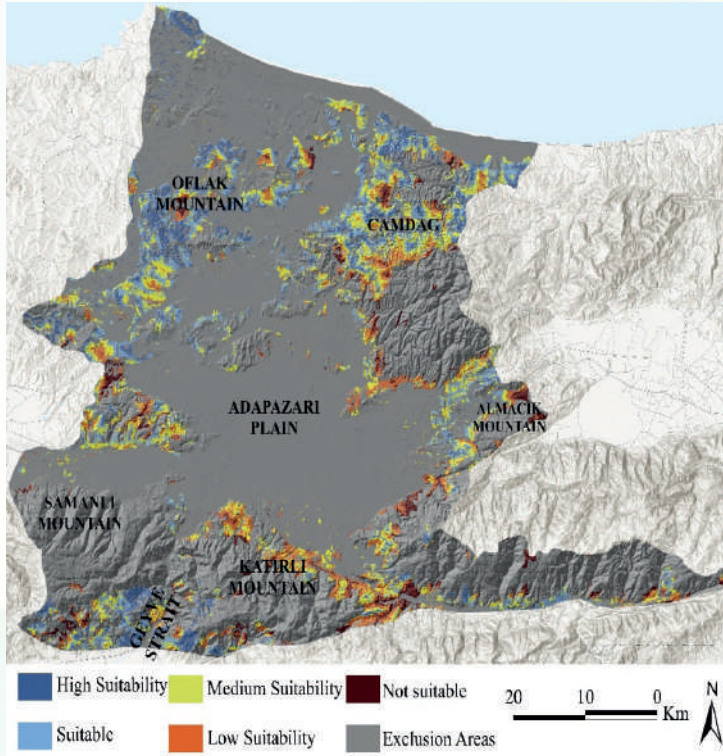 OFLAK
MOUNTAIN
CAMDAG
ADAPAZARI
PLAIN
ALMACIK
MOUNTAIN
SAMANLI
MOUNTAIN
KATIRLI
MOUNTAIN
GEYVE
STRAIT
High Suitability
Medium Suitability
Not suitable
20 10 0
Km
N
Suitable
Low Suitability
Exclusion Areas